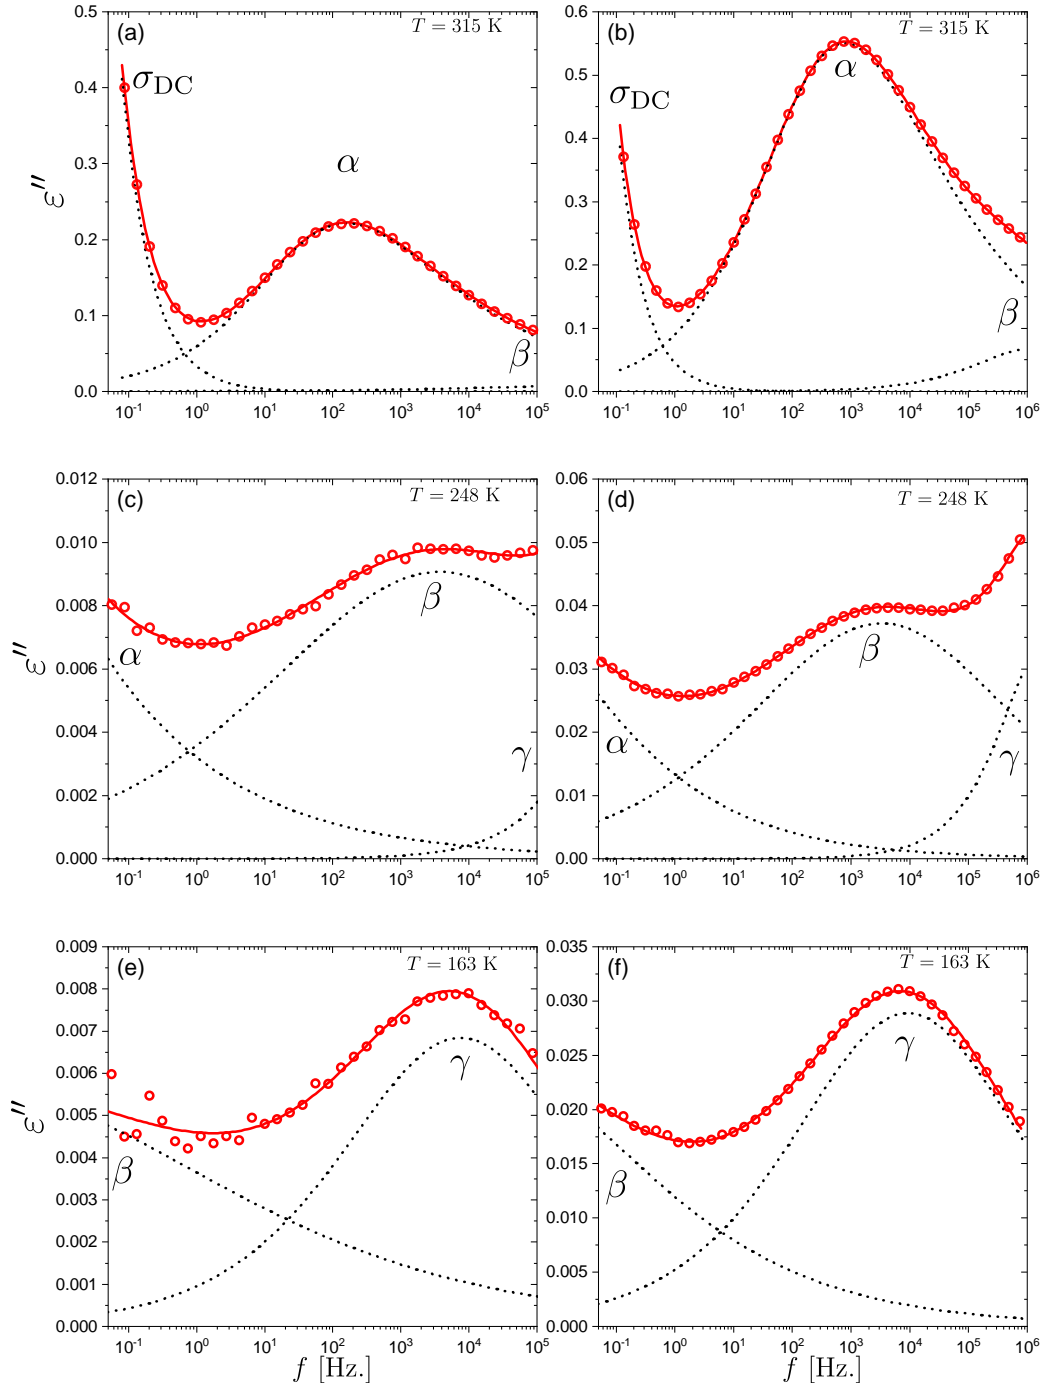 (a) T = 315 K
0.5
0.4
0.3
0.2
0.1
0.0
ε″
σDC
α
β
10⁻¹ 10⁰ 10¹ 10² 10³ 10⁴ 10⁵
(b) T = 315 K
0.6
0.5
0.4
0.3
0.2
0.1
0.0
σDC
α
β
10⁻¹ 10⁰ 10¹ 10² 10³ 10⁴ 10⁵ 10⁶
(c) T = 248 K
0.012
0.010
0.008
0.006
0.004
0.002
0.000
ε″
α
β
γ
10⁻¹ 10⁰ 10¹ 10² 10³ 10⁴ 10⁵
(d) T = 248 K
0.06
0.05
0.04
0.03
0.02
0.01
0.00
α
β
γ
10⁻¹ 10⁰ 10¹ 10² 10³ 10⁴ 10⁵ 10⁶
(e) T = 163 K
0.009
0.008
0.007
0.006
0.005
0.004
0.003
0.002
0.001
0.000
ε″
β
γ
10⁻¹ 10⁰ 10¹ 10² 10³ 10⁴ 10⁵
f [Hz.]
(f) T = 163 K
0.035
0.030
0.025
0.020
0.015
0.010
0.005
0.000
β
γ
10⁻¹ 10⁰ 10¹ 10² 10³ 10⁴ 10⁵ 10⁶
f [Hz.]